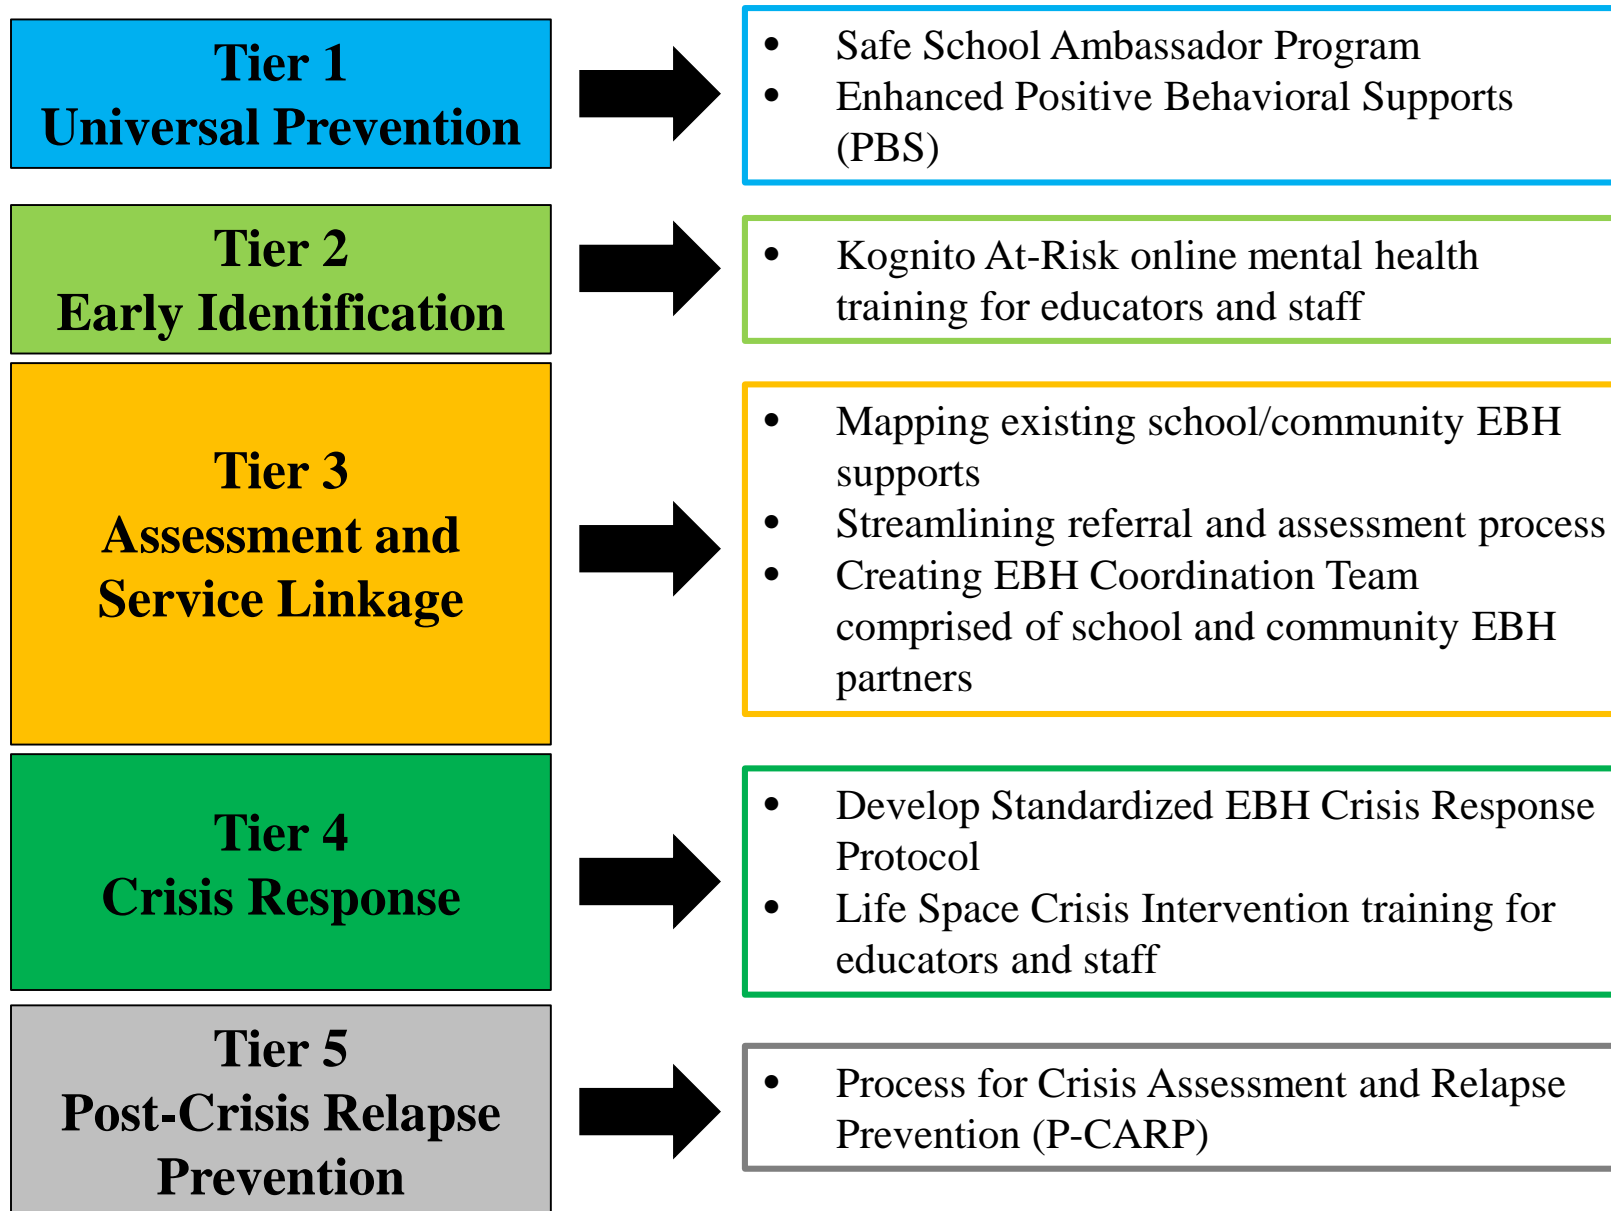 Tier 1
Universal Prevention
• Safe School Ambassador Program
• Enhanced Positive Behavioral Supports
(PBS)
Tier 2
Early Identification
• Kognito At-Risk online mental health
training for educators and staff
Tier 3
Assessment and
Service Linkage
• Mapping existing school/community EBH
supports
• Streamlining referral and assessment process
• Creating EBH Coordination Team
comprised of school and community EBH
partners
Tier 4
Crisis Response
• Develop Standardized EBH Crisis Response
Protocol
• Life Space Crisis Intervention training for
educators and staff
Tier 5
Post-Crisis Relapse
Prevention
• Process for Crisis Assessment and Relapse
Prevention (P-CARP)